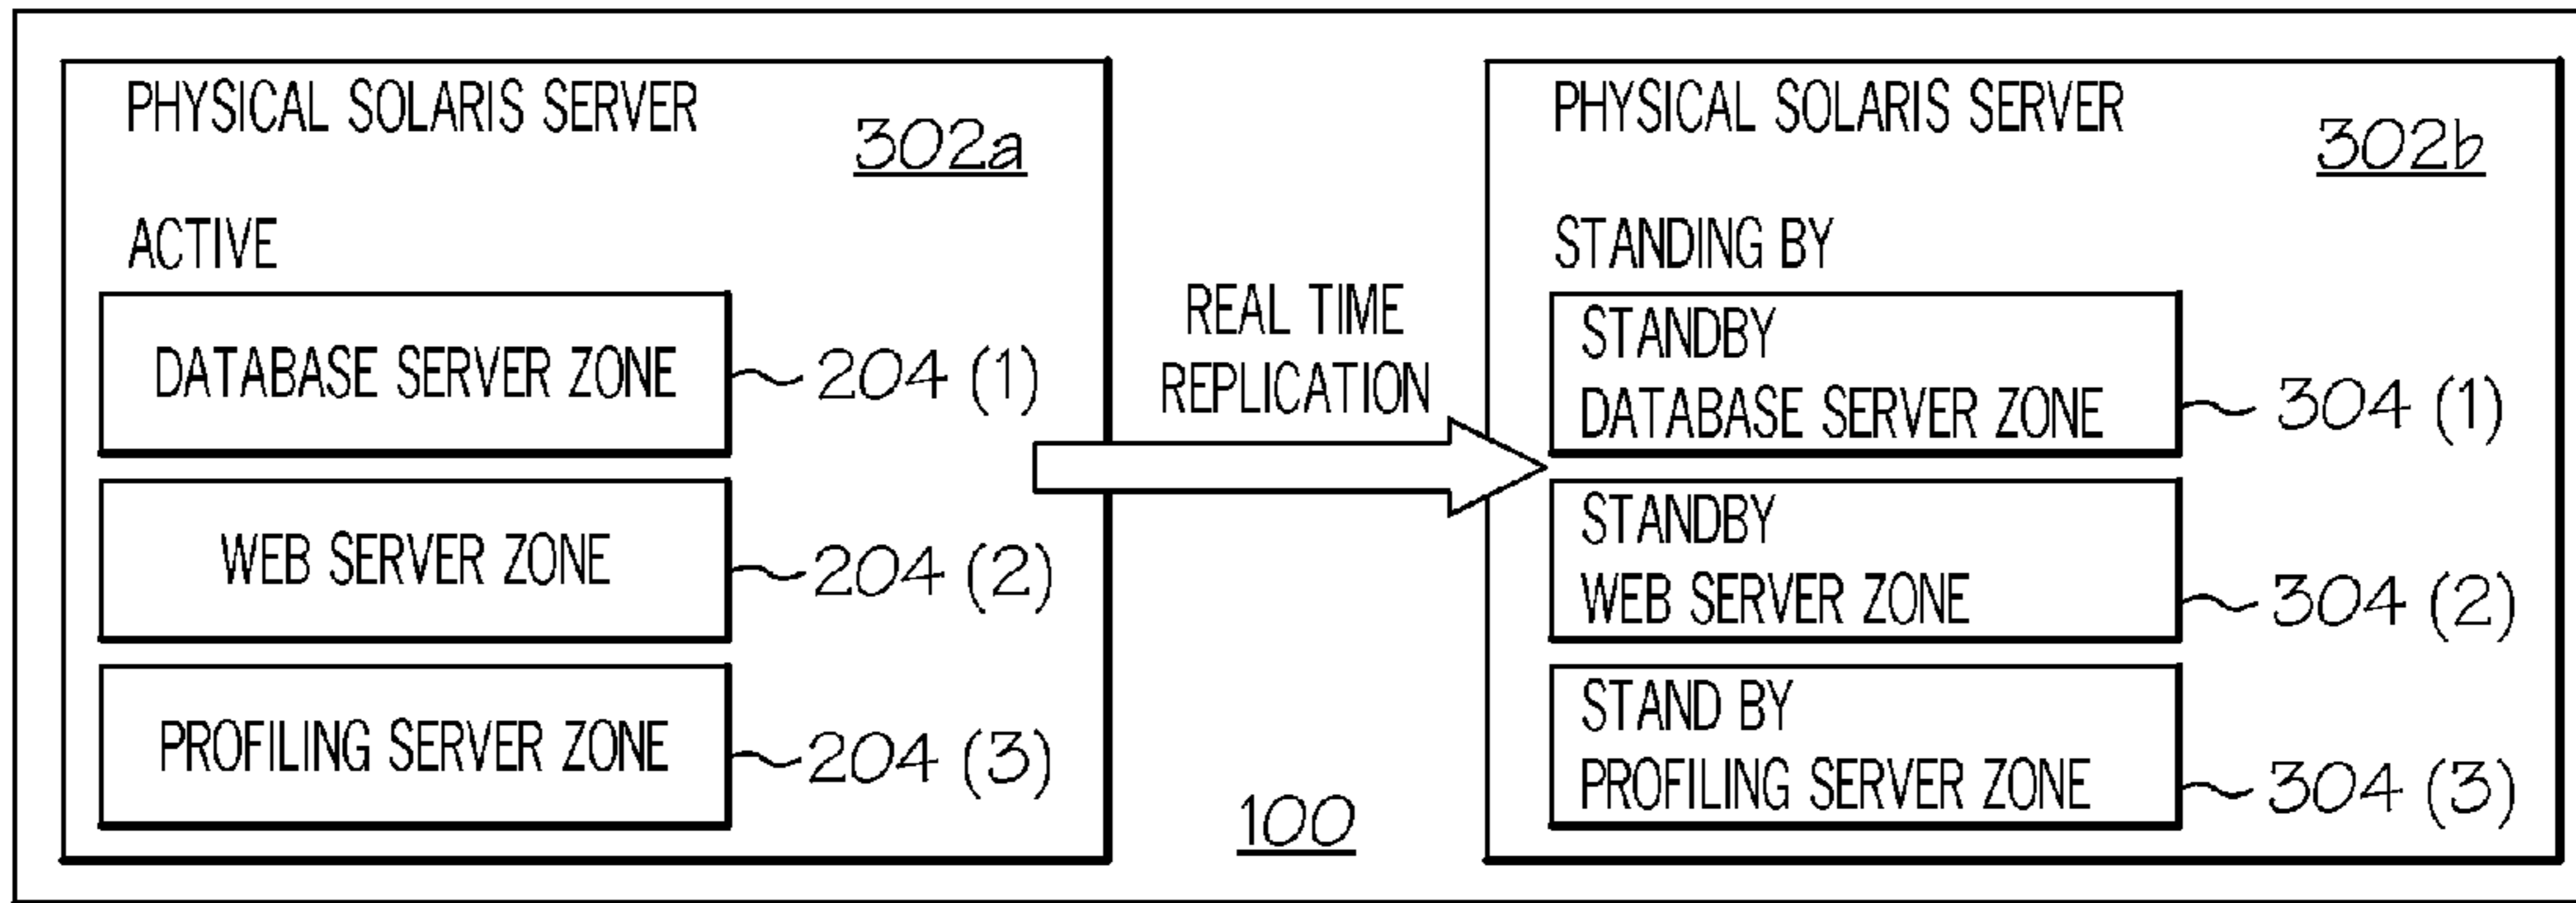 PHYSICAL SOLARIS SERVER
302a
ACTIVE
DATABASE SERVER ZONE
204 (1)
WEB SERVER ZONE
204 (2)
PROFILING SERVER ZONE
204 (3)
REAL TIME
REPLICATION
100
PHYSICAL SOLARIS SERVER
302b
STANDING BY
STANDBY
DATABASE SERVER ZONE
304 (1)
STANDBY
WEB SERVER ZONE
304 (2)
STAND BY
PROFILING SERVER ZONE
304 (3)